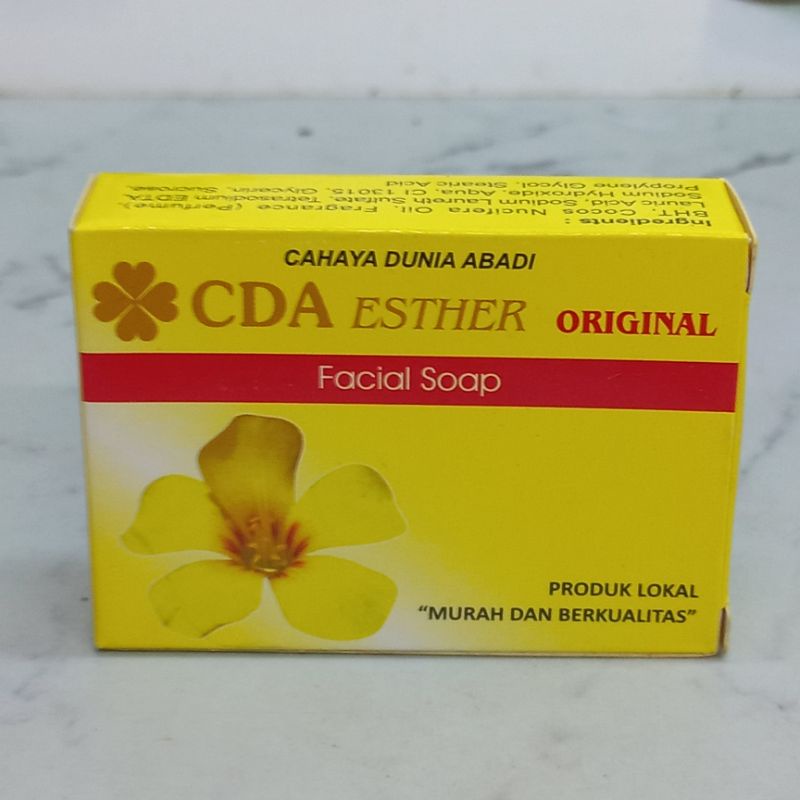 Ingredients :
BHT, Cocos Nucifera Oil, Fragrance (Perfume),
Lauric Acid, Sodium Laureth Sulfate, Tetrasodium EDTA
Sodium Hydroxide, Aqua, CI 13015, Glycerin, Sucrose,
Propylene Glycol, Stearic Acid
CAHAYA DUNIA ABADI
CDA ESTHER ORIGINAL
Facial Soap
PRODUK LOKAL
“MURAH DAN BERKUALITAS”